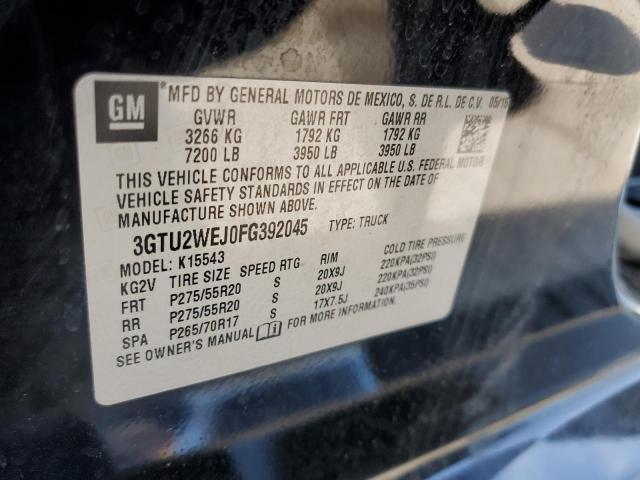 GM
MFD BY GENERAL MOTORS DE MEXICO, S. DE R.L. DE C.V. 05/15
GVWR GAWR FRT GAWR RR
3266 KG 1792 KG 1792 KG
7200 LB 3950 LB 3950 LB
THIS VEHICLE CONFORMS TO ALL APPLICABLE U.S. FEDERAL MOTOR
VEHICLE SAFETY STANDARDS IN EFFECT ON THE DATE OF
MANUFACTURE SHOWN ABOVE.
3GTU2WEJ0FG392045 TYPE: TRUCK
MODEL: K15543
KG2V TIRE SIZE SPEED RTG RIM COLD TIRE PRESSURE
FRT P275/55R20 S 20X9J 220KPA(32PSI)
RR P275/55R20 S 20X9J 220KPA(32PSI)
SPA P265/70R17 S 17X7.5J 240KPA(35PSI)
SEE OWNER'S MANUAL FOR MORE INFORMATION.